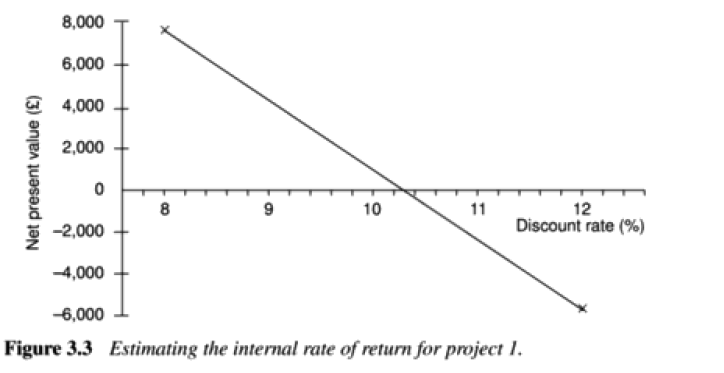 8,000
6,000
4,000
2,000
0
–2,000
–4,000
–6,000
Net present value (£)
8 9 10 11 12
Discount rate (%)
Figure 3.3 Estimating the internal rate of return for project 1.